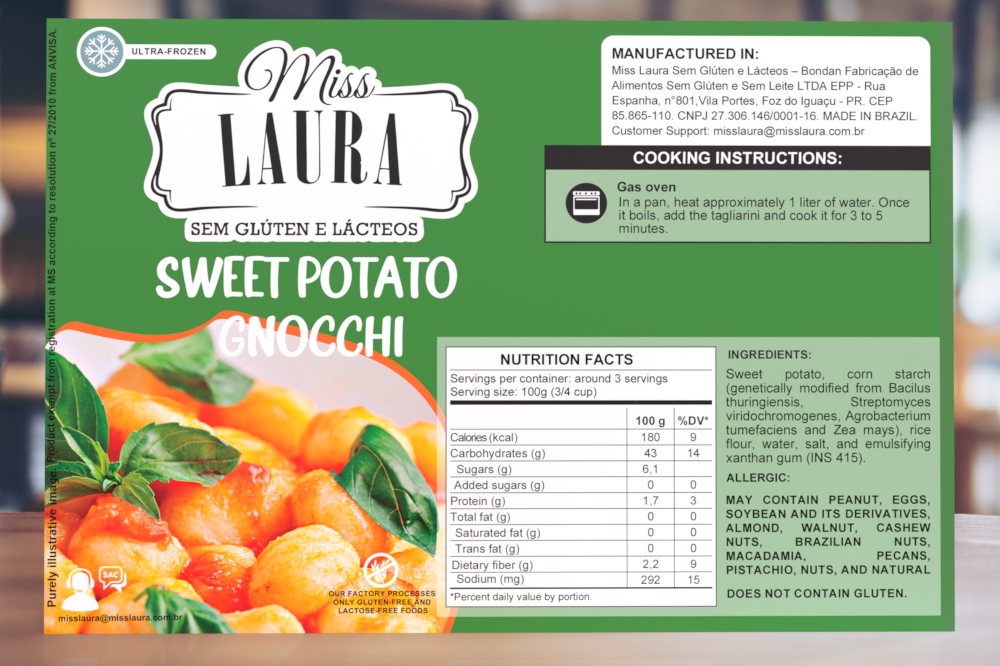 ULTRA-FROZEN
Miss
LAURA
SEM GLÚTEN E LÁCTEOS
SWEET POTATO
GNOCCHI
Purely illustrative image. Product exempt from registration at MS according to resolution n° 27/2010 from ANVISA.
SAC
misslaura@misslaura.com.br
OUR FACTORY PROCESSES
ONLY GLUTEN-FREE AND
LACTOSE-FREE FOODS
MANUFACTURED IN:
Miss Laura Sem Glúten e Lácteos – Bondan Fabricação de
Alimentos Sem Glúten e Sem Leite LTDA EPP - Rua
Espanha, n°801,Vila Portes, Foz do Iguaçu - PR. CEP
85.865-110. CNPJ 27.306.146/0001-16. MADE IN BRAZIL.
Customer Support: misslaura@misslaura.com.br
COOKING INSTRUCTIONS:
Gas oven
In a pan, heat approximately 1 liter of water. Once
it boils, add the tagliarini and cook it for 3 to 5
minutes.
NUTRITION FACTS
Servings per container: around 3 servings
Serving size: 100g (3/4 cup)
100 g %DV*
Calories (kcal) 180 9
Carbohydrates (g) 43 14
Sugars (g) 6,1
Added sugars (g) 0 0
Protein (g) 1,7 3
Total fat (g) 0 0
Saturated fat (g) 0 0
Trans fat (g) 0 0
Dietary fiber (g) 2,2 9
Sodium (mg) 292 15
*Percent daily value by portion.
INGREDIENTS:
Sweet potato, corn starch
(genetically modified from Bacilus
thuringiensis, Streptomyces
viridochromogenes, Agrobacterium
tumefaciens and Zea mays), rice
flour, water, salt, and emulsifying
xanthan gum (INS 415).
ALLERGIC:
MAY CONTAIN PEANUT, EGGS,
SOYBEAN AND ITS DERIVATIVES,
ALMOND, WALNUT, CASHEW
NUTS, BRAZILIAN NUTS,
MACADAMIA, PECANS,
PISTACHIO, NUTS, AND NATURAL
DOES NOT CONTAIN GLUTEN.